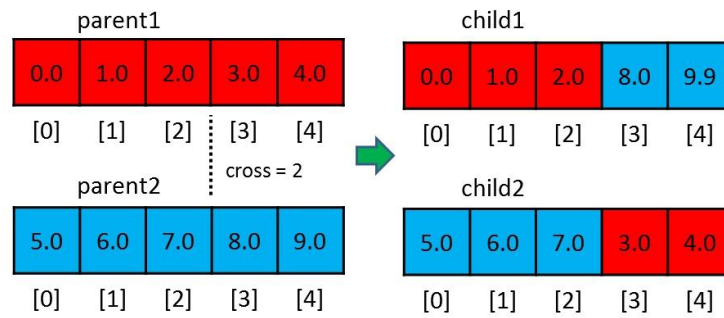 parent1
0.0 1.0 2.0 3.0 4.0
[0] [1] [2] [3] [4]
cross = 2
parent2
5.0 6.0 7.0 8.0 9.0
[0] [1] [2] [3] [4]
child1
0.0 1.0 2.0 8.0 9.9
[0] [1] [2] [3] [4]
child2
5.0 6.0 7.0 3.0 4.0
[0] [1] [2] [3] [4]